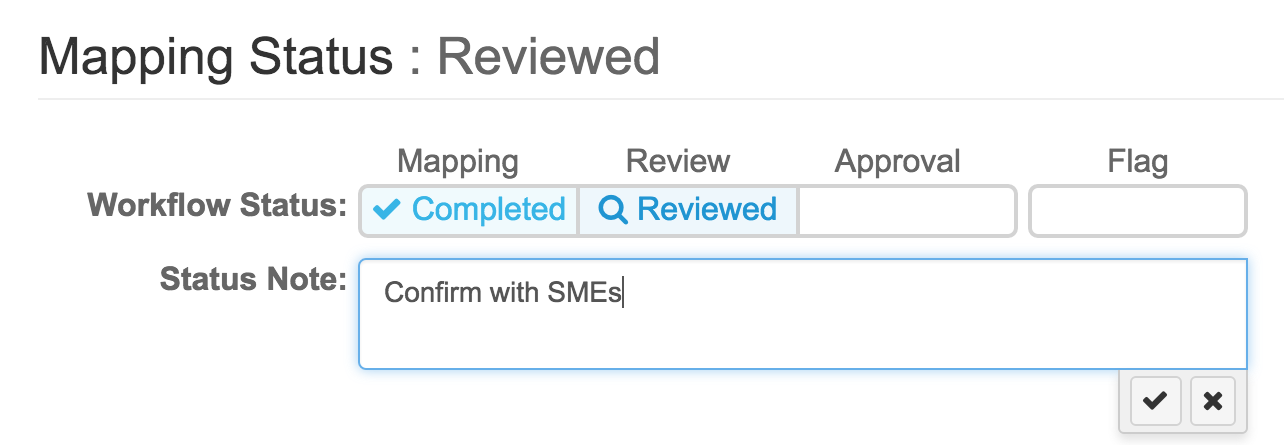 Mapping Status : Reviewed
Mapping Review Approval Flag
Workflow Status: Completed Reviewed
Status Note: Confirm with SMEs